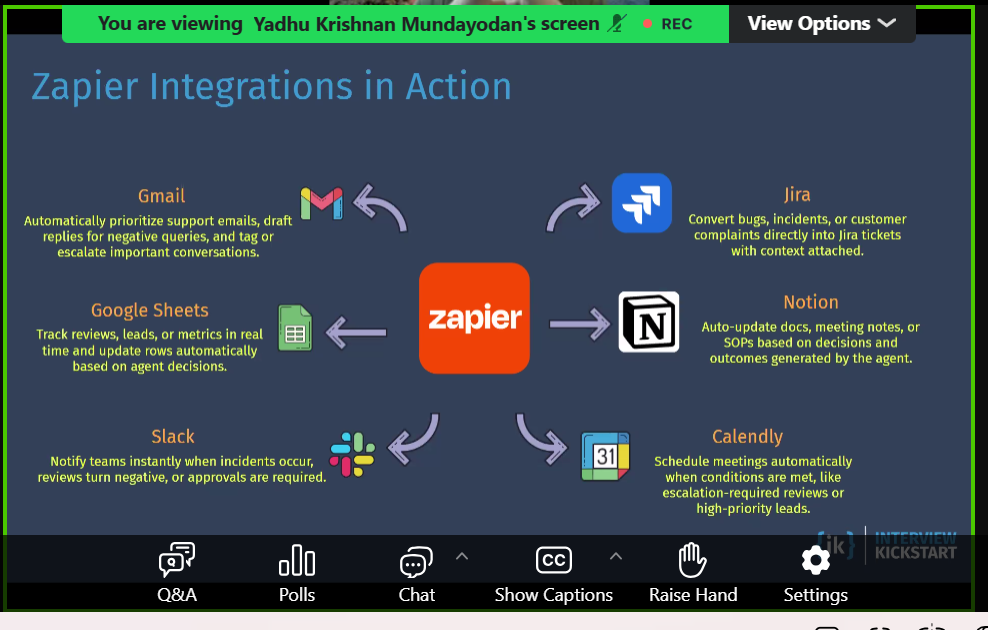 You are viewing Yadhu Krishnan Mundayodan's screen
REC
View Options
Zapier Integrations in Action
Gmail
Automatically prioritize support emails, draft
replies for negative queries, and tag or
escalate important conversations.
Google Sheets
Track reviews, leads, or metrics in real
time and update rows automatically
based on agent decisions.
Slack
Notify teams instantly when incidents occur,
reviews turn negative, or approvals are required.
zapier
Jira
Convert bugs, incidents, or customer
complaints directly into Jira tickets
with context attached.
N
Notion
Auto-update docs, meeting notes, or
SOPs based on decisions and
outcomes generated by the agent.
31
Calendly
Schedule meetings automatically
when conditions are met, like
escalation-required reviews or
high-priority leads.
{ik}
INTERVIEW
KICKSTART
Q&A
Polls
Chat
CC
Show Captions
Raise Hand
Settings